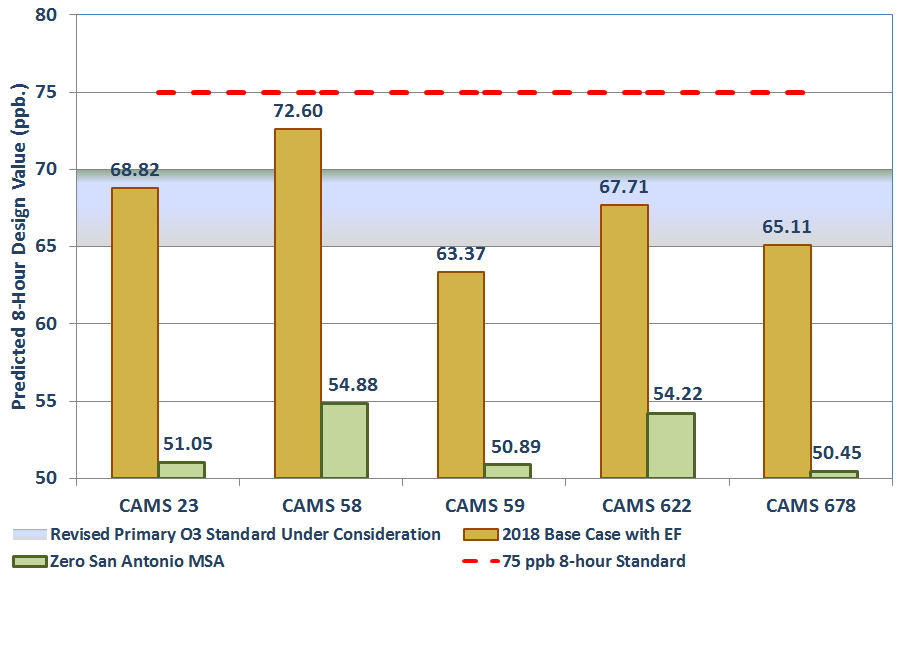 80
75
70
65
60
55
50
Predicted 8-Hour Design Value (ppb.)
68.82
51.05
72.60
54.88
63.37
50.89
67.71
54.22
65.11
50.45
CAMS 23
CAMS 58
CAMS 59
CAMS 622
CAMS 678
Revised Primary O3 Standard Under Consideration
2018 Base Case with EF
Zero San Antonio MSA
75 ppb 8-hour Standard